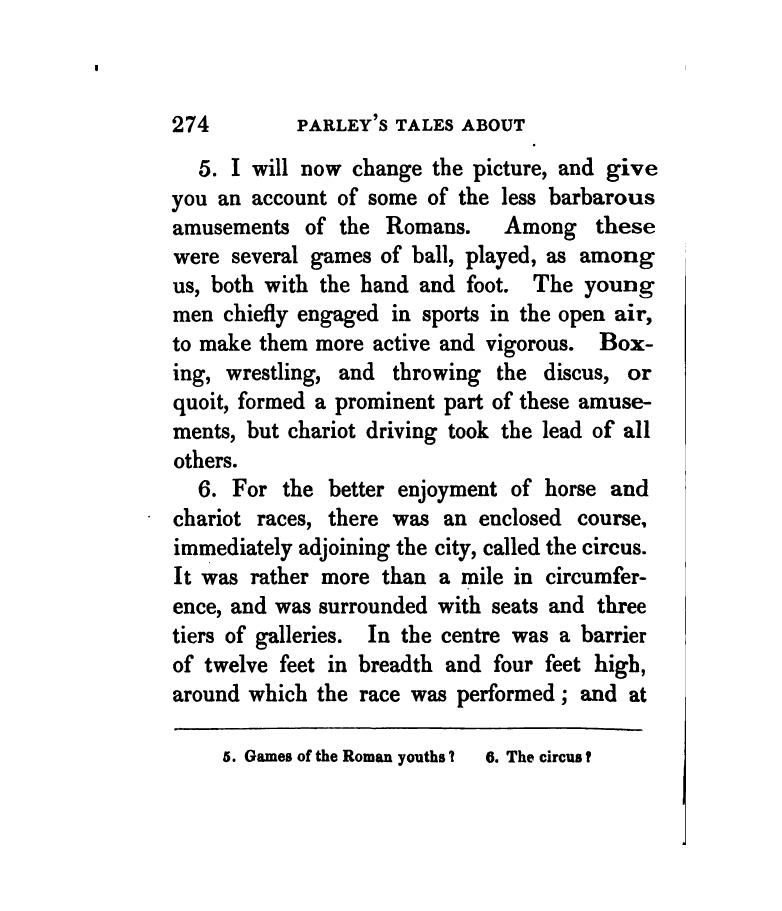 274 PARLEY'S TALES ABOUT
5. I will now change the picture, and give
you an account of some of the less barbarous
amusements of the Romans. Among these
were several games of ball, played, as among
us, both with the hand and foot. The young
men chiefly engaged in sports in the open air,
to make them more active and vigorous. Box-
ing, wrestling, and throwing the discus, or
quoit, formed a prominent part of these amuse-
ments, but chariot driving took the lead of all
others.
6. For the better enjoyment of horse and
chariot races, there was an enclosed course,
immediately adjoining the city, called the circus.
It was rather more than a mile in circumfer-
ence, and was surrounded with seats and three
tiers of galleries. In the centre was a barrier
of twelve feet in breadth and four feet high,
around which the race was performed; and at
5. Games of the Roman youths? 6. The circus?